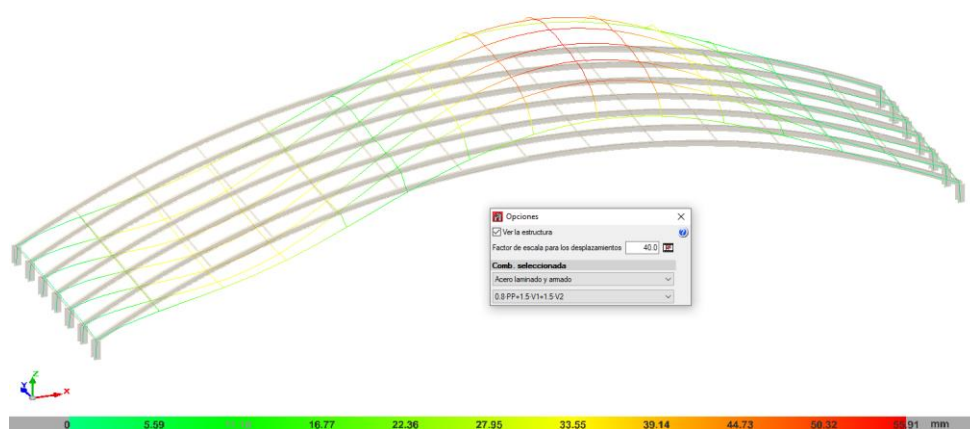 Opciones
Ver la estructura
Factor de escala para los desplazamientos 40.0
Comb. seleccionada
Acero laminado y armado
0.8·PP+1.5·V1+1.5·V2
Z
Y
X
0 5.59 16.77 22.36 27.95 33.55 39.14 44.73 50.32 55.91 mm